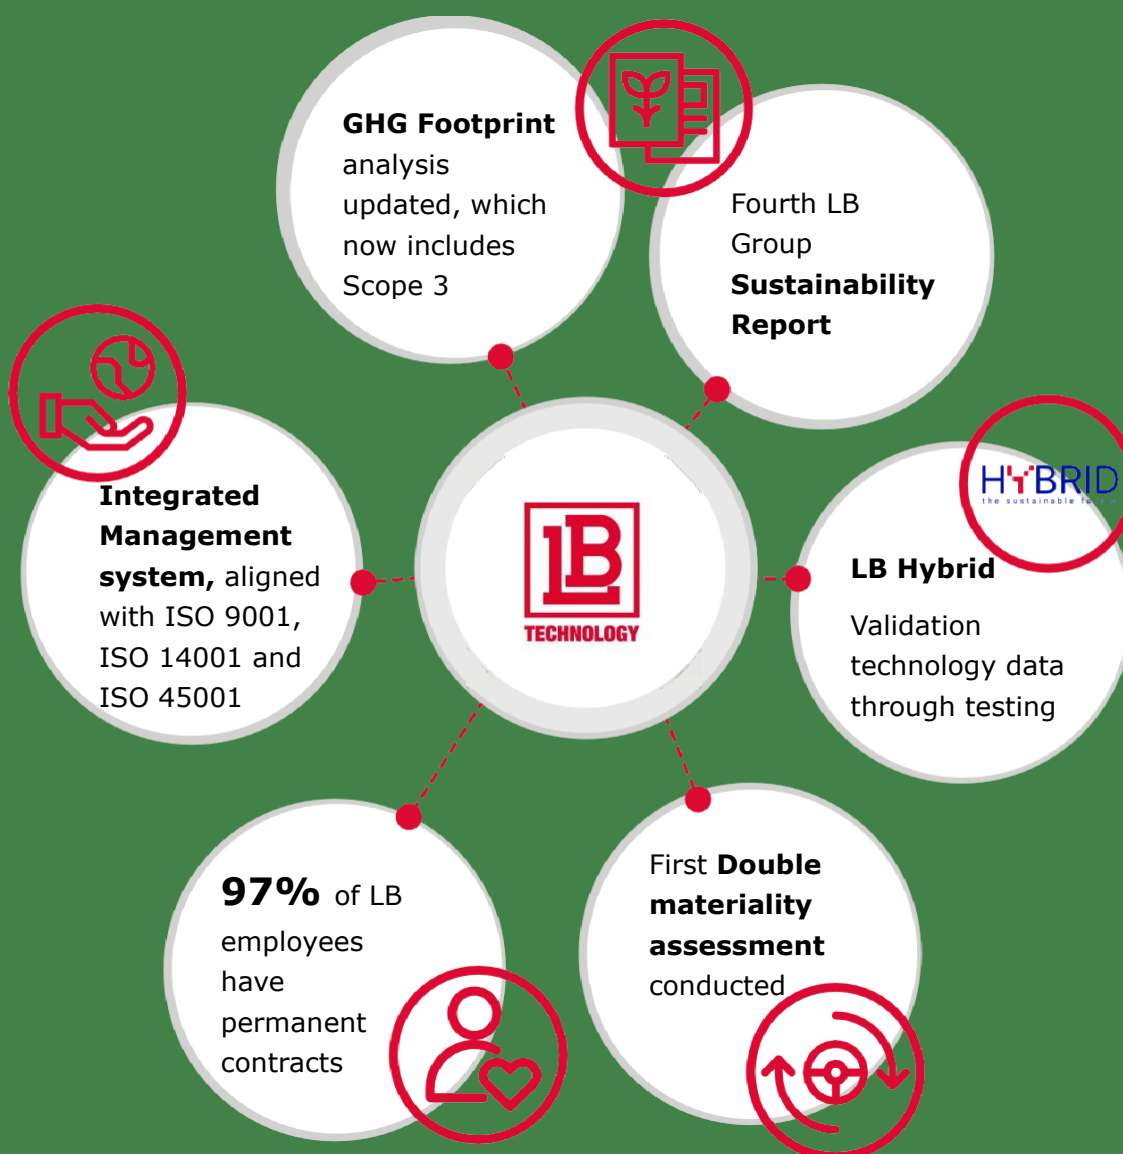 GHG Footprint
analysis
updated, which
now includes
Scope 3
Fourth LB
Group
Sustainability
Report
Integrated
Management
system, aligned
with ISO 9001,
ISO 14001 and
ISO 45001
LB
TECHNOLOGY
HYBRID
the sustainable
LB Hybrid
Validation
technology data
through testing
97% of LB
employees
have
permanent
contracts
First Double
materiality
assessment
conducted